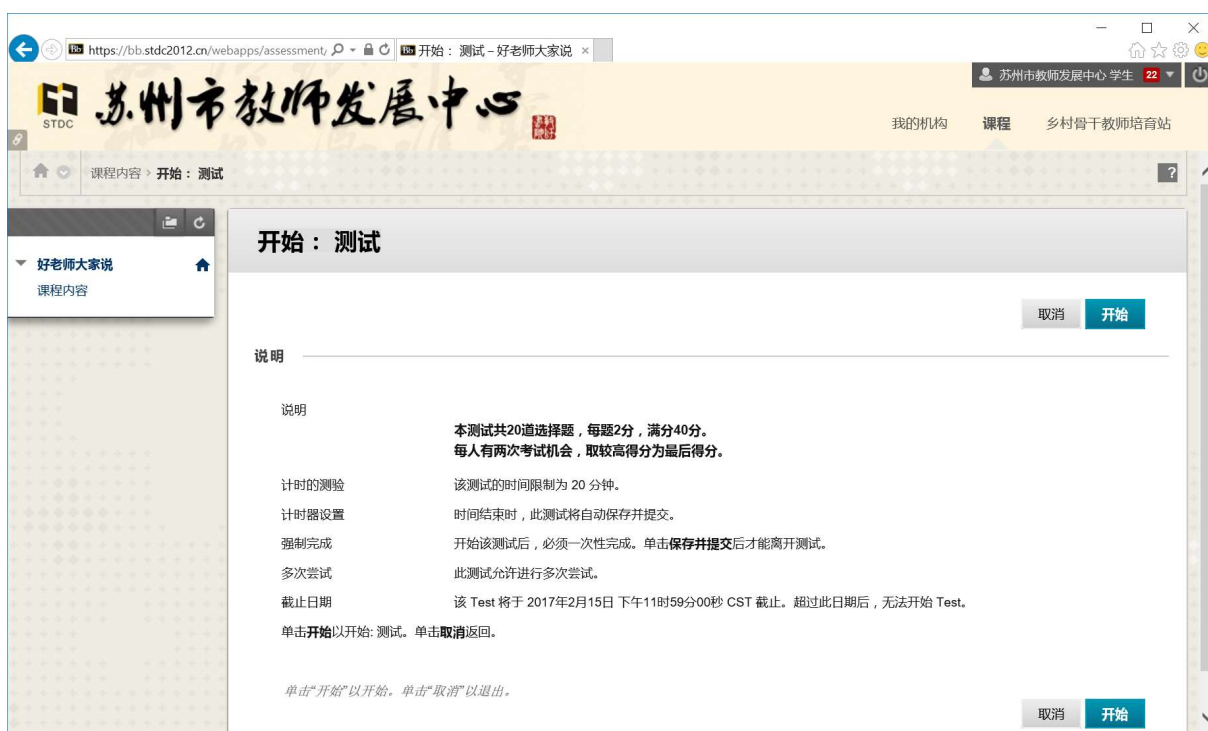 https://bb.stdc2012.cn/webapps/assessment/
开始： 测试 – 好老师大家说
苏州市教师发展中心 学生 22
STDC 苏州市教师发展中心
我的机构 课程 乡村骨干教师培育站
课程内容 › 开始： 测试
?
好老师大家说
课程内容
开始： 测试
取消 开始
说明
说明
本测试共20道选择题，每题2分，满分40分。
每人有两次考试机会，取较高得分为最后得分。
计时的测验 该测试的时间限制为 20 分钟。
计时器设置 时间结束时，此测试将自动保存并提交。
强制完成 开始该测试后，必须一次性完成。单击保存并提交后才能离开测试。
多次尝试 此测试允许进行多次尝试。
截止日期 该 Test 将于 2017年2月15日 下午11时59分00秒 CST 截止。超过此日期后，无法开始 Test。
单击开始以开始: 测试。单击取消返回。
单击“开始”以开始。单击“取消”以退出。
取消 开始